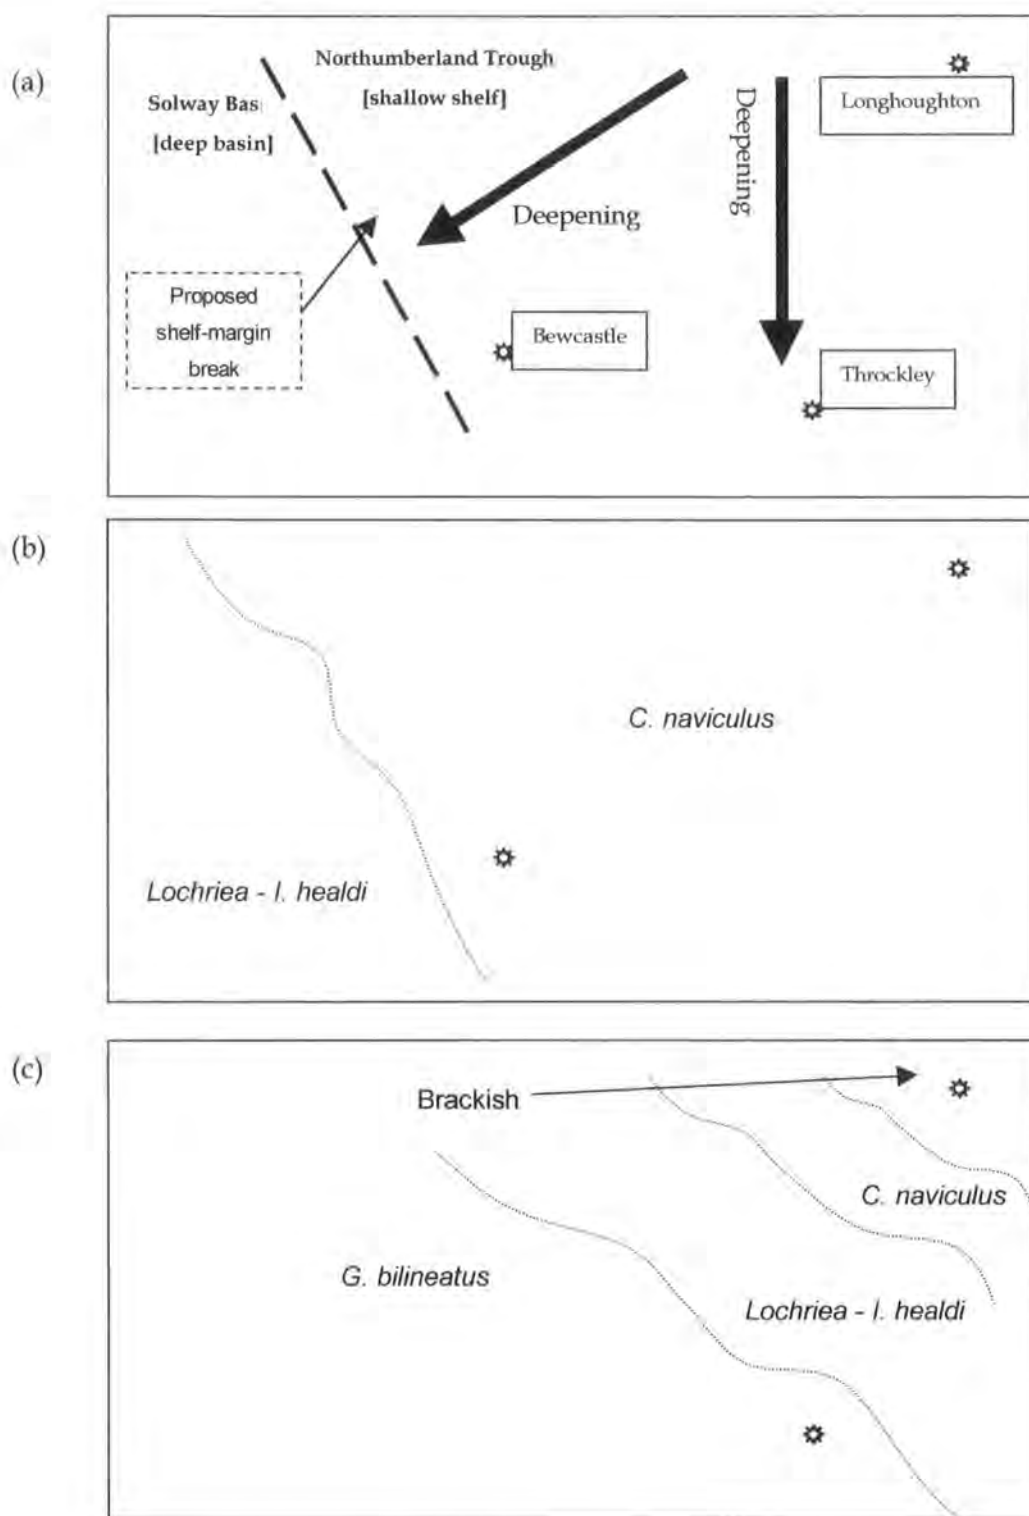 (a)
Northumberland Trough
[shallow shelf]
Solway Bas
[deep basin]
Longhoughton
Deepening
Deepening
Proposed
shelf-margin
break
Bewcastle
Throckley
(b)
C. naviculus
Lochriea - I. healdi
(c)
Brackish
C. naviculus
G. bilineatus
Lochriea - I. healdi